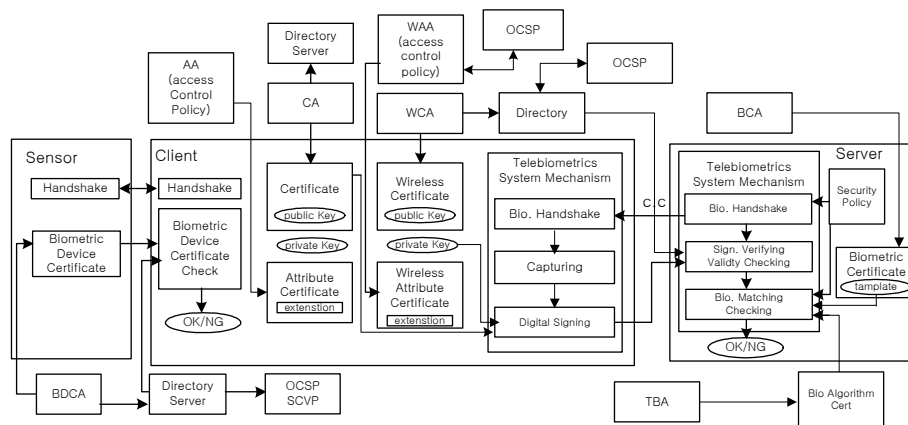 WAA
(access
control
policy)
OCSP
Directory
Server
AA
(access
Control
Policy)
OCSP
CA
WCA
Directory
BCA
Sensor
Client
Server
Handshake
Handshake
Biometric
Device
Certificate
Biometric
Device
Certificate
Check
OK/NG
Certificate
public Key
private Key
Attribute
Certificate
extenstion
Wireless
Certificate
public Key
private Key
Wireless
Attribute
Certificate
extenstion
Telebiometrics
System Mechanism
Bio. Handshake
Capturing
Digital Signing
C.C
Telebiometrics
System Mechanism
Bio. Handshake
Sign. Verifying
Validty Checking
Bio. Matching
Checking
OK/NG
Security
Policy
Biometric
Certificate
tamplate
BDCA
Directory
Server
OCSP
SCVP
TBA
Bio Algorithm
Cert